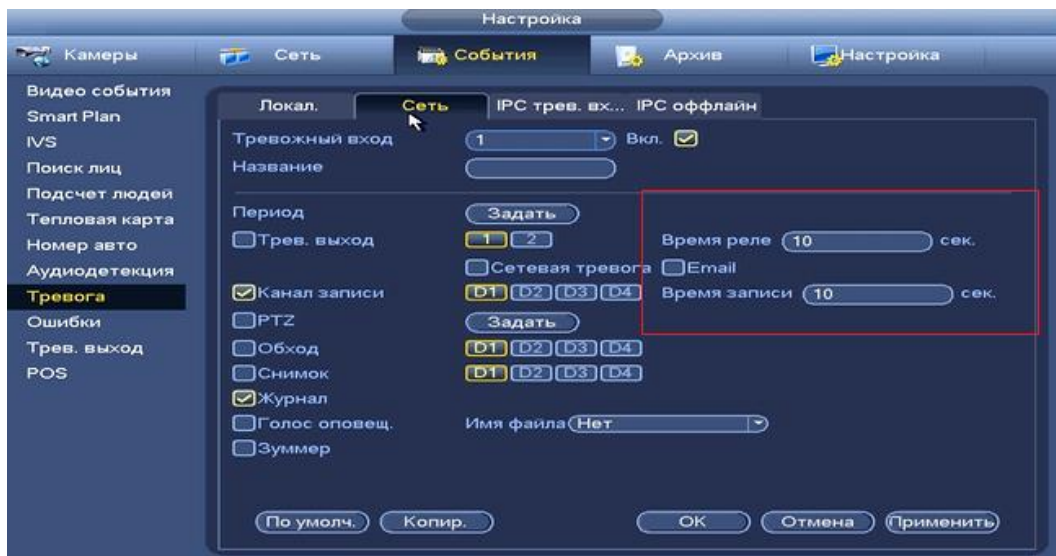 Настройка
Камеры Сеть События Архив Настройка
Видео события
Smart Plan
IVS
Поиск лиц
Подсчет людей
Тепловая карта
Номер авто
Аудиодетекция
Тревога
Ошибки
Трев. выход
POS
Локал. Сеть IPC трев. вх... IPC оффлайн
Тревожный вход 1 Вкл.
Название
Период Задать
Трев. выход 1 2 Время реле 10 сек.
Сетевая тревога Email
Канал записи D1 D2 D3 D4 Время записи 10 сек.
PTZ Задать
Обход D1 D2 D3 D4
Снимок D1 D2 D3 D4
Журнал
Голос оповещ. Имя файла Нет
Зуммер
По умолч. Копир. OK Отмена Применить